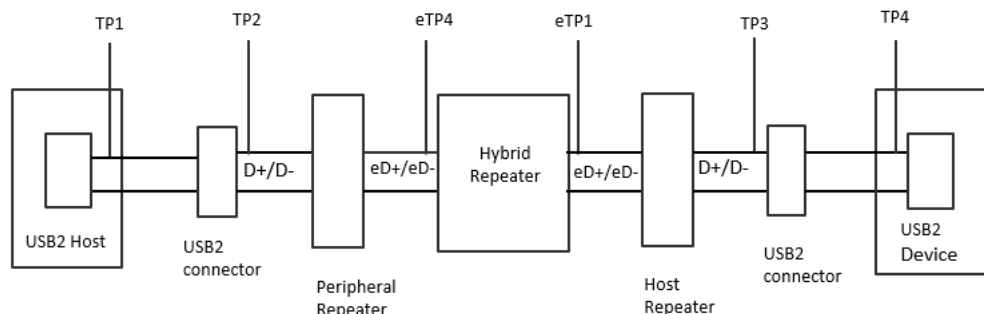 TP1
TP2
eTP4
eTP1
TP3
TP4
D+/D-
eD+/eD-
Hybrid
Repeater
eD+/eD-
D+/D-
USB2 Host
USB2
connector
Peripheral
Repeater
Host
Repeater
USB2
connector
USB2
Device